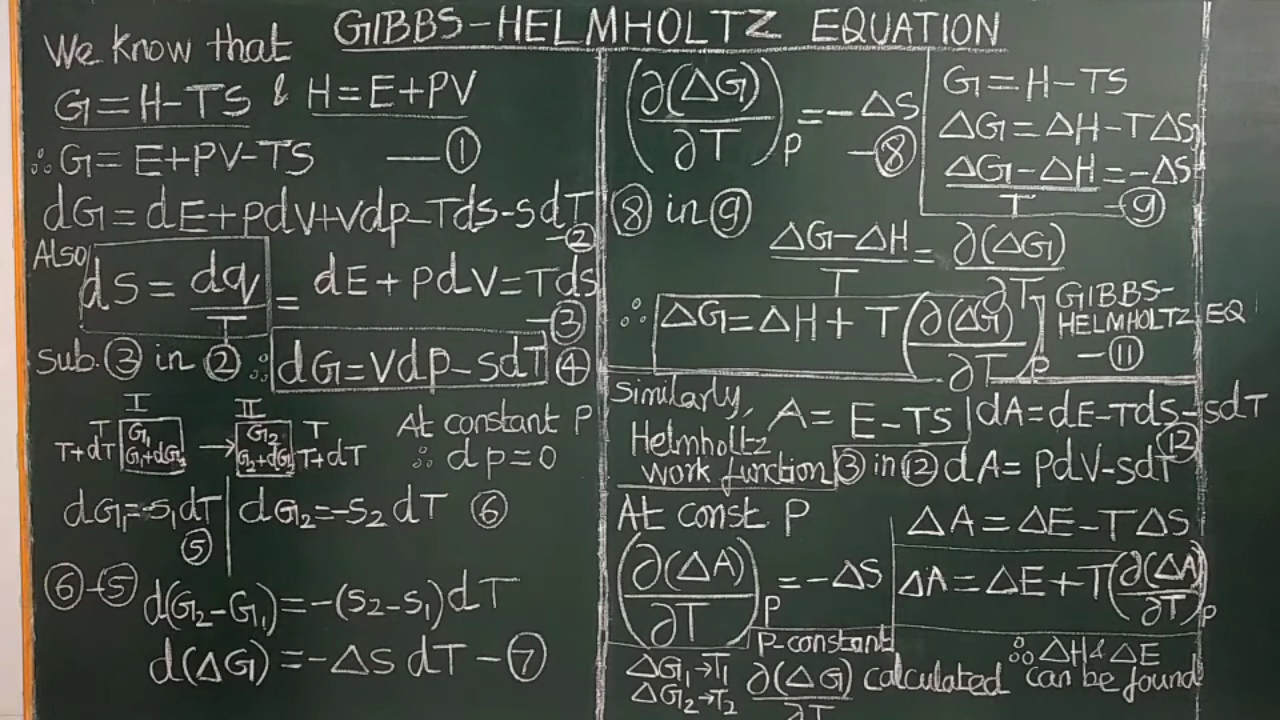 GIBBS-HELMHOLTZ EQUATION
We know that
G = H-TS & H = E+PV
∴ G = E+PV-TS — ①
dG = dE+PdV+Vdp-Tds-sdT -②
Also dS = dq/T = dE + PdV = Tds -③
Sub. ③ in ② ∴ dG = Vdp - sdT ④
I II
T G₁ → G₂ T
T+dT G₁+dG₁ G₂+dG₂ T+dT
At constant P
∴ dp = 0
dG₁ = -S₁dT ⑤ | dG₂ = -S₂ dT ⑥
⑥-⑤ d(G₂-G₁) = -(S₂-S₁)dT
d(ΔG) = -ΔS dT - ⑦
(∂(ΔG)/∂T)p = -ΔS -⑧
G = H-TS
ΔG = ΔH-TΔS
ΔG-ΔH/T = -ΔS -⑨
⑧ in ⑨
ΔG-ΔH/T = ∂(ΔG)/∂T
∴ ΔG = ΔH + T(∂(ΔG)/∂T)p GIBBS-
HELMHOLTZ EQ
-⑪
Similarly,
Helmholtz
work function
A = E-TS | dA = dE-Tds-sdT ⑫
③ in ⑫ dA = PdV-sdT
At const. P
(∂(ΔA)/∂T)p = -ΔS
P-constant
ΔA = ΔE-TΔS
ΔA = ΔE+T(∂(ΔA)/∂T)p
ΔG₁→T₁
ΔG₂→T₂
∂(ΔG)/∂T calculated
∴ ΔH & ΔE
can be found